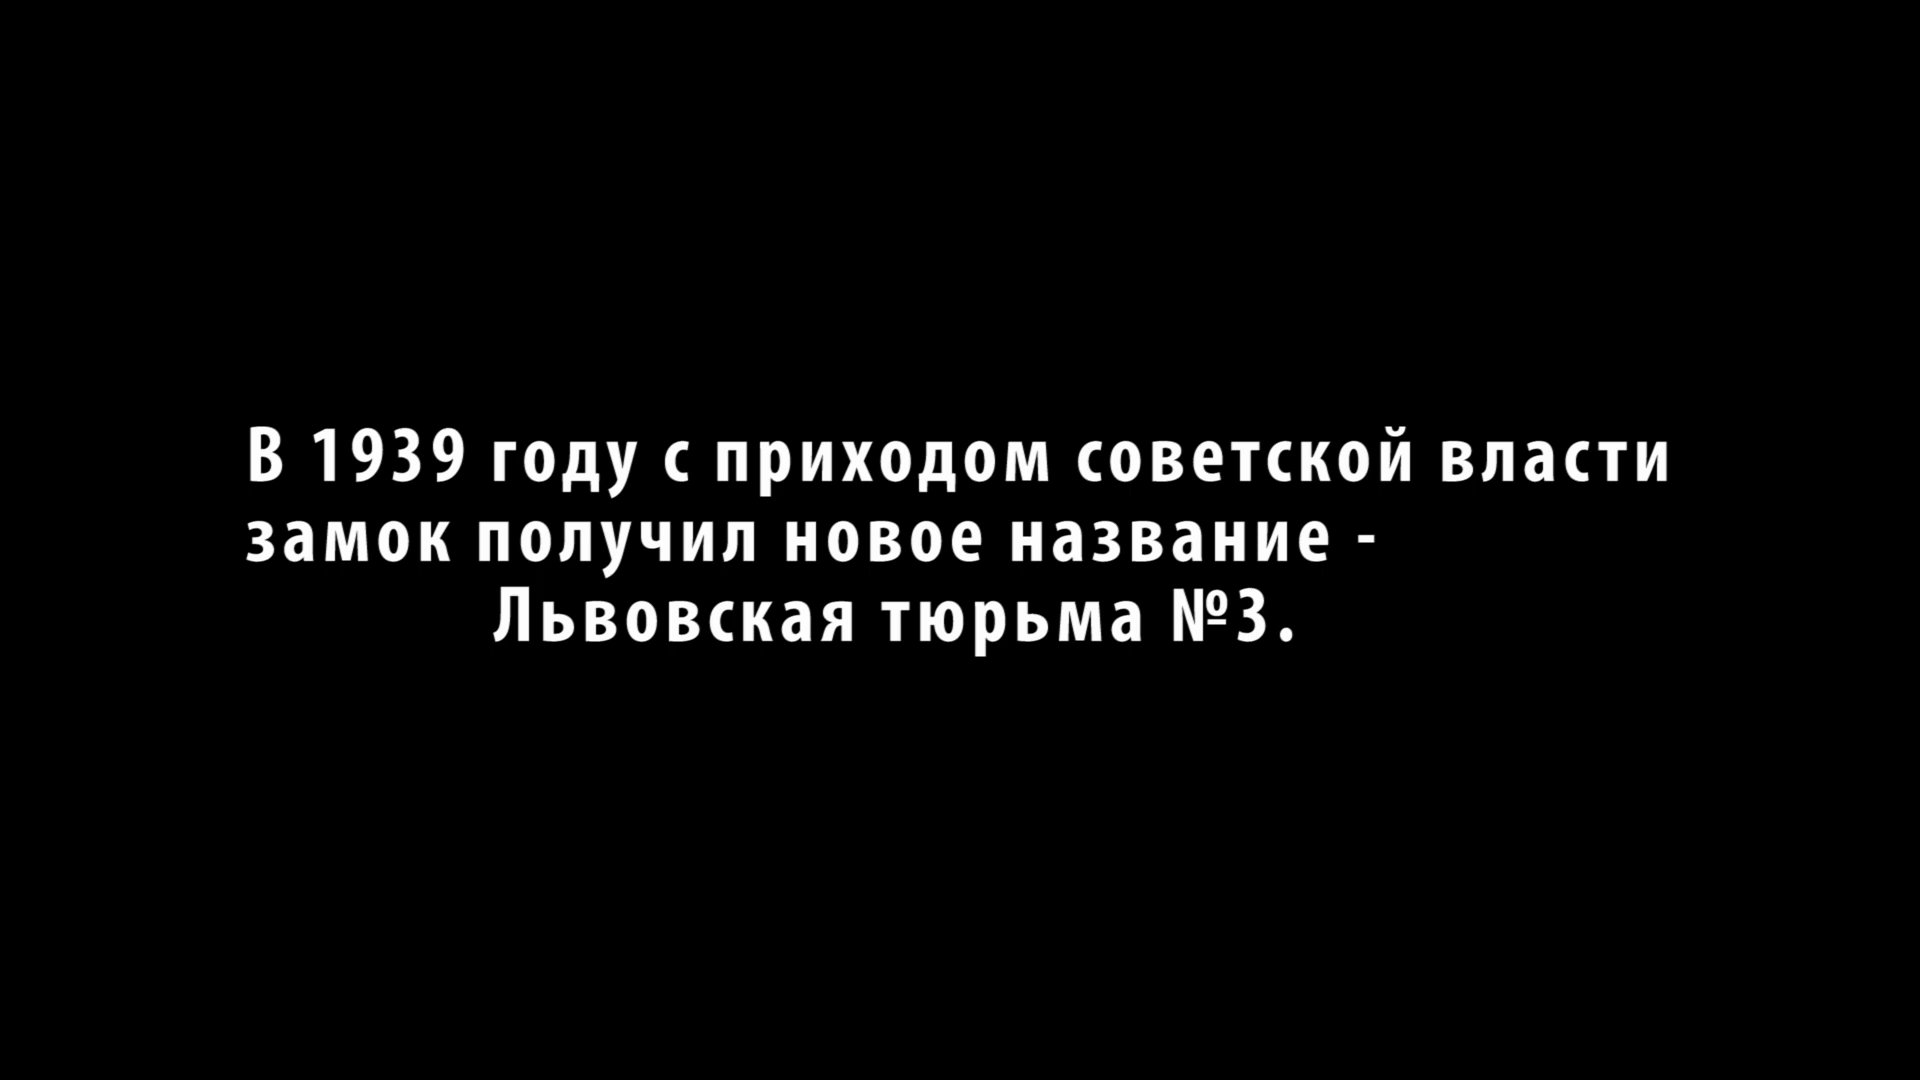 В 1939 году с приходом советской власти
замок получил новое название -
Львовская тюрьма №3.